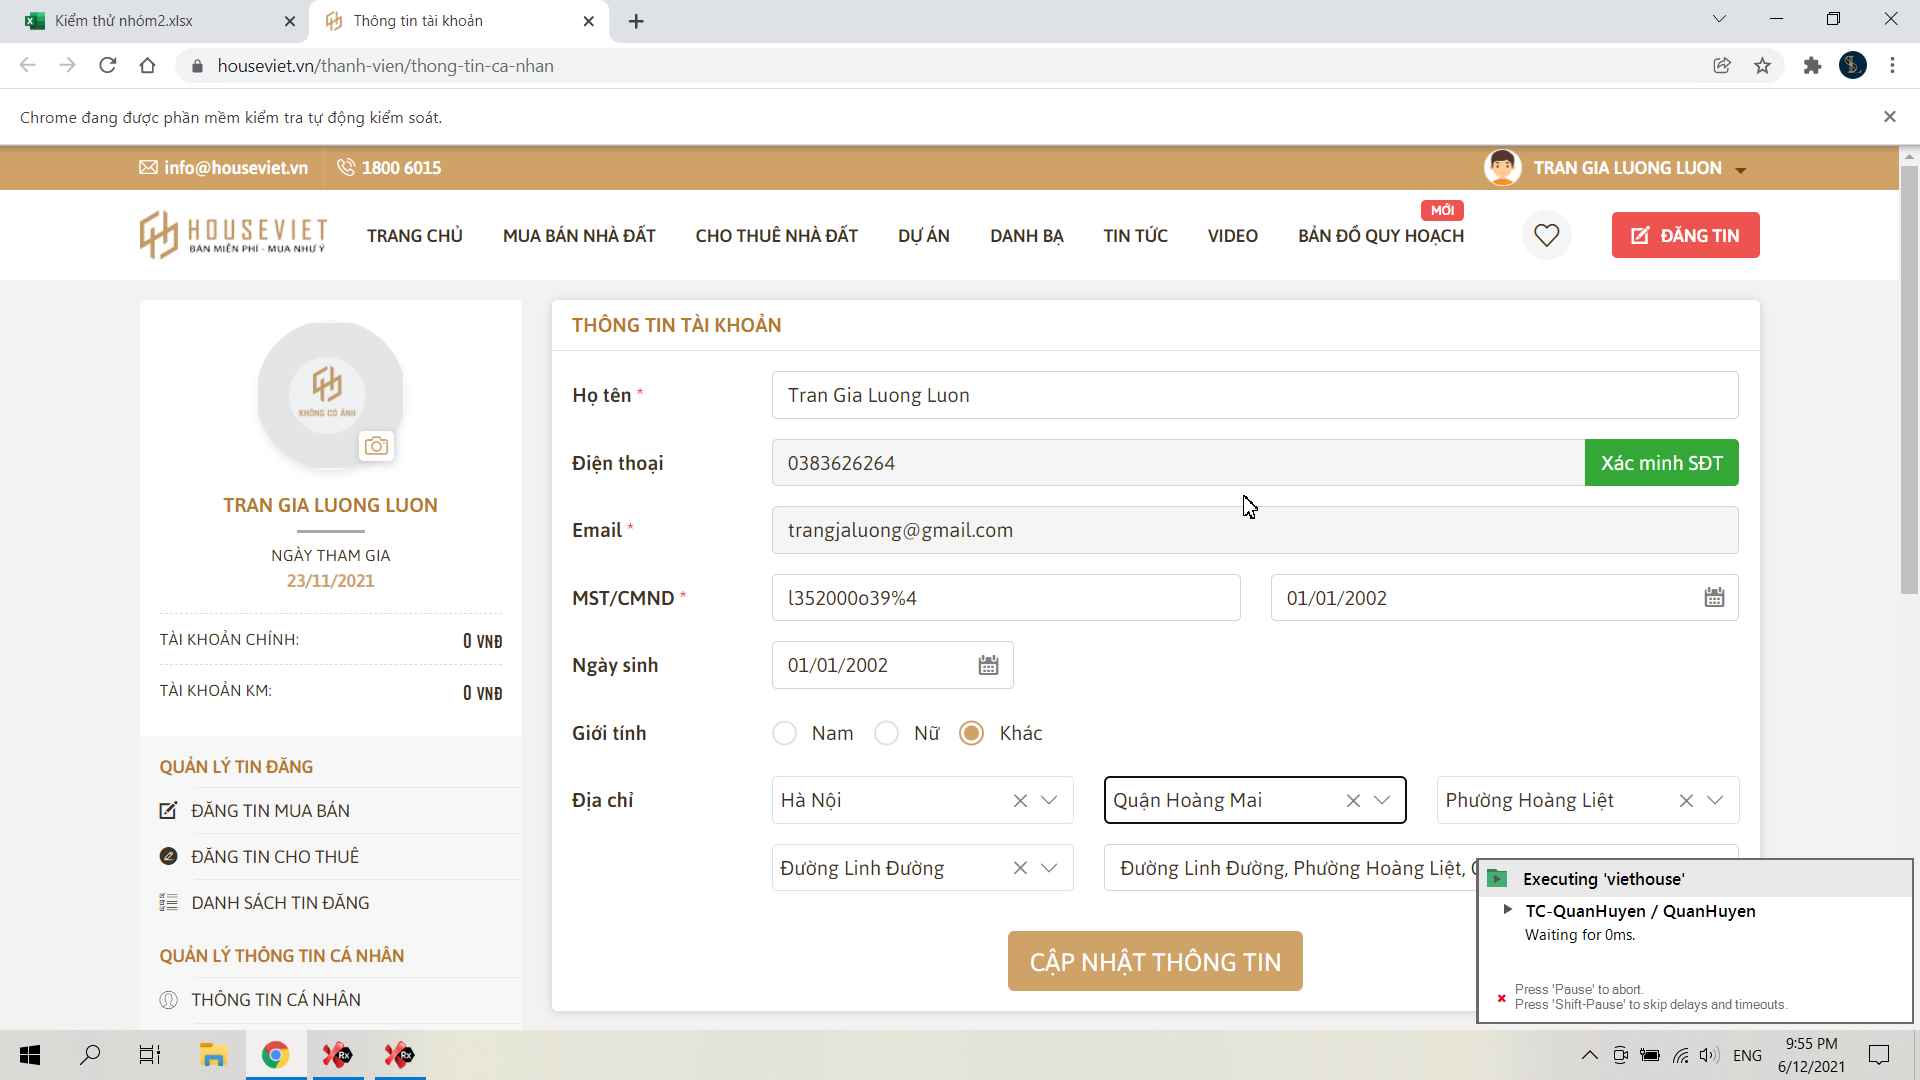 Kiểm thử nhóm2.xlsx
Thông tin tài khoản
houseviet.vn/thanh-vien/thong-tin-ca-nhan
Chrome đang được phần mềm kiểm tra tự động kiểm soát.
info@houseviet.vn
1800 6015
TRAN GIA LUONG LUON
HOUSEVIET
BÁN MIỄN PHÍ - MUA NHƯ Ý
TRANG CHỦ
MUA BÁN NHÀ ĐẤT
CHO THUÊ NHÀ ĐẤT
DỰ ÁN
DANH BẠ
TIN TỨC
VIDEO
MỚI
BẢN ĐỒ QUY HOẠCH
ĐĂNG TIN
KHÔNG CÓ ẢNH
TRAN GIA LUONG LUON
NGÀY THAM GIA
23/11/2021
TÀI KHOẢN CHÍNH: 0 VNĐ
TÀI KHOẢN KM: 0 VNĐ
QUẢN LÝ TIN ĐĂNG
ĐĂNG TIN MUA BÁN
ĐĂNG TIN CHO THUÊ
DANH SÁCH TIN ĐĂNG
QUẢN LÝ THÔNG TIN CÁ NHÂN
THÔNG TIN CÁ NHÂN
THÔNG TIN TÀI KHOẢN
Họ tên * Tran Gia Luong Luon
Điện thoại 0383626264 Xác minh SĐT
Email * trangjaluong@gmail.com
MST/CMND * l352000o39%4 01/01/2002
Ngày sinh 01/01/2002
Giới tính Nam Nữ Khác
Địa chỉ Hà Nội Quận Hoàng Mai Phường Hoàng Liệt
Đường Linh Đường Đường Linh Đường, Phường Hoàng Liệt,
CẬP NHẬT THÔNG TIN
Executing 'viethouse'
TC-QuanHuyen / QuanHuyen
Waiting for 0ms.
Press 'Pause' to abort.
Press 'Shift-Pause' to skip delays and timeouts.
Rx
Rx
ENG
9:55 PM
6/12/2021